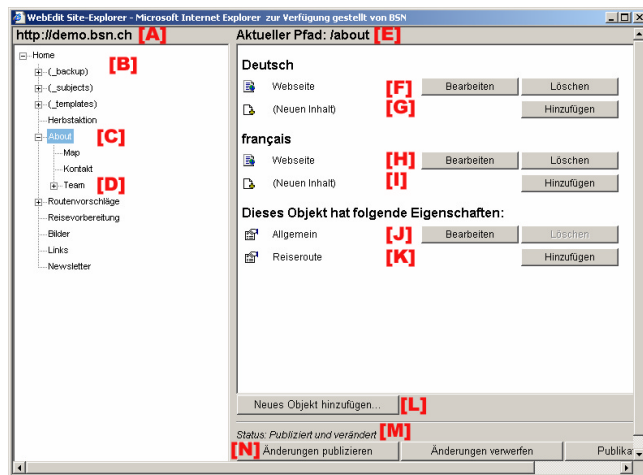 WebEdit Site-Explorer - Microsoft Internet Explorer zur Verfügung gestellt von BSN
http://demo.bsn.ch [A]
Aktueller Pfad: /about [E]
Home
[B]
(_backup)
(_subjects)
(_templates)
Herbstaktion
About [C]
Map
Kontakt
Team [D]
Routenvorschläge
Reisevorbereitung
Bilder
Links
Newsletter
Deutsch
Webseite [F] Bearbeiten Löschen
(Neuen Inhalt) [G] Hinzufügen
français
Webseite [H] Bearbeiten Löschen
(Neuen Inhalt) [I] Hinzufügen
Dieses Objekt hat folgende Eigenschaften:
Allgemein [J] Bearbeiten Löschen
Reiseroute [K] Hinzufügen
Neues Objekt hinzufügen... [L]
Status: Publiziert und verändert [M]
[N] Änderungen publizieren Änderungen verwerfen Publika